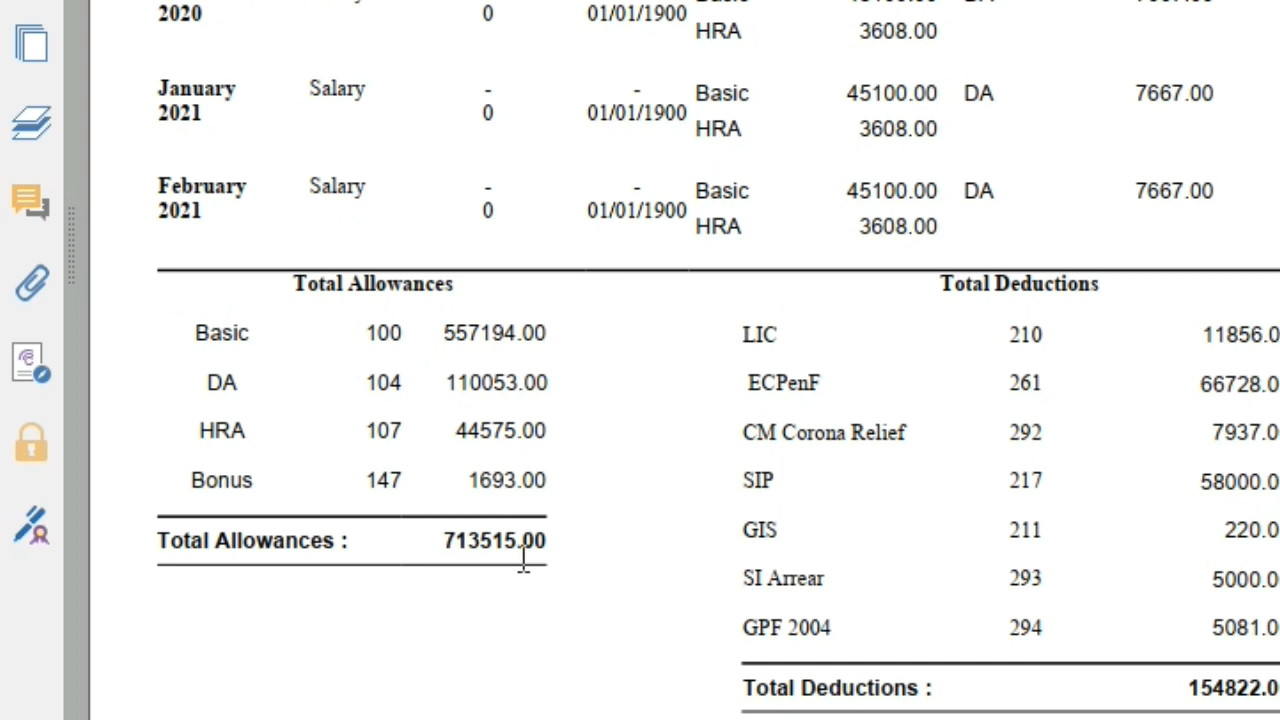 2020 0 01/01/1900
HRA 3608.00
January Salary - - Basic 45100.00 DA 7667.00
2021 0 01/01/1900
HRA 3608.00
February Salary - - Basic 45100.00 DA 7667.00
2021 0 01/01/1900
HRA 3608.00
Total Allowances Total Deductions
Basic 100 557194.00 LIC 210 11856.0
DA 104 110053.00 ECPenF 261 66728.0
HRA 107 44575.00 CM Corona Relief 292 7937.0
Bonus 147 1693.00 SIP 217 58000.0
Total Allowances : 713515.00 GIS 211 220.0
SI Arrear 293 5000.0
GPF 2004 294 5081.0
Total Deductions : 154822.0